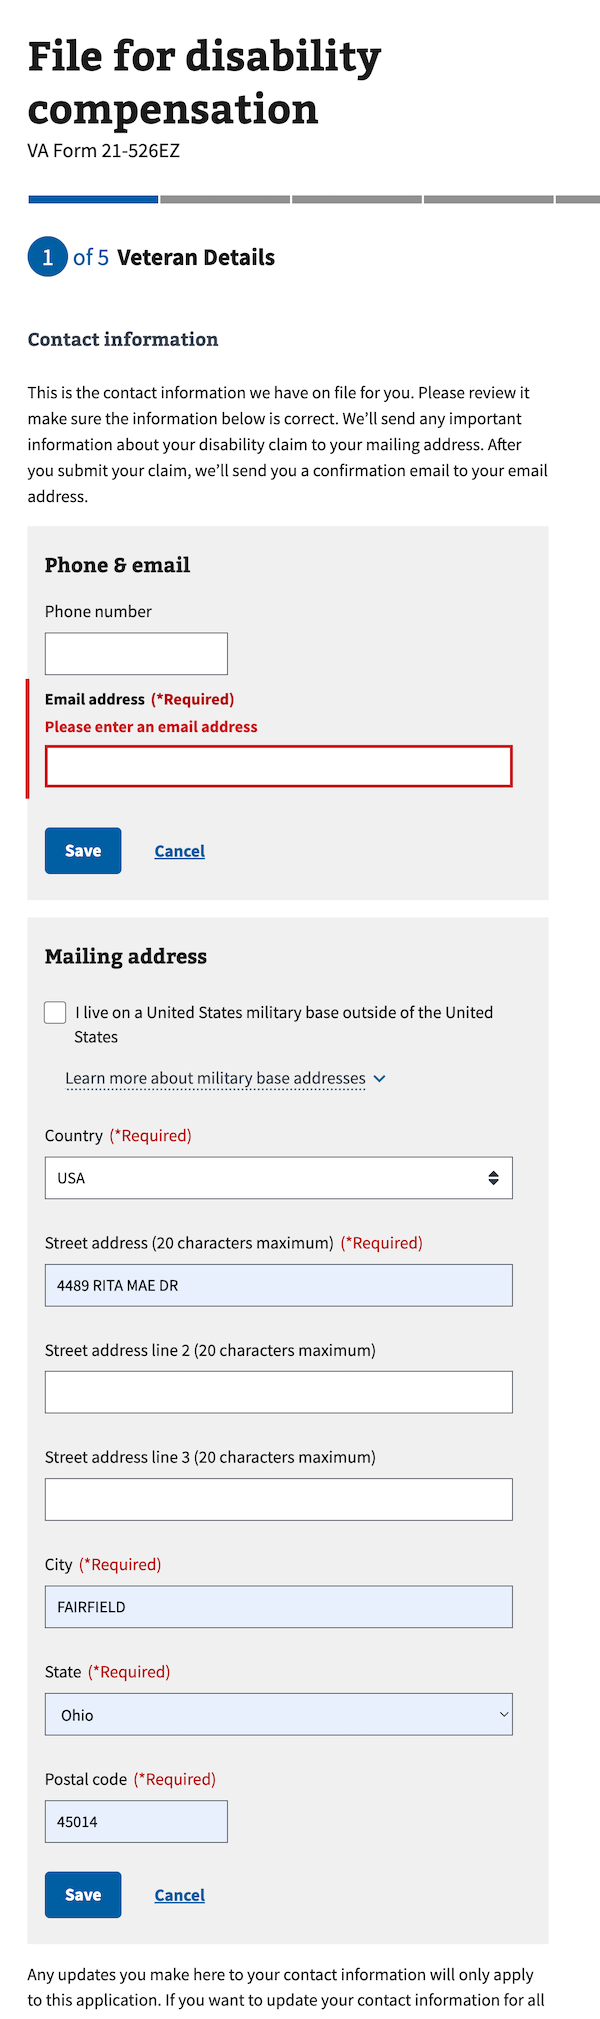 File for disability
compensation
VA Form 21-526EZ
1 of 5 Veteran Details
Contact information
This is the contact information we have on file for you. Please review it
make sure the information below is correct. We’ll send any important
information about your disability claim to your mailing address. After
you submit your claim, we’ll send you a confirmation email to your email
address.
Phone & email
Phone number
Email address (*Required)
Please enter an email address
Save Cancel
Mailing address
I live on a United States military base outside of the United
States
Learn more about military base addresses
Country (*Required)
USA
Street address (20 characters maximum) (*Required)
4489 RITA MAE DR
Street address line 2 (20 characters maximum)
Street address line 3 (20 characters maximum)
City (*Required)
FAIRFIELD
State (*Required)
Ohio
Postal code (*Required)
45014
Save Cancel
Any updates you make here to your contact information will only apply
to this application. If you want to update your contact information for all